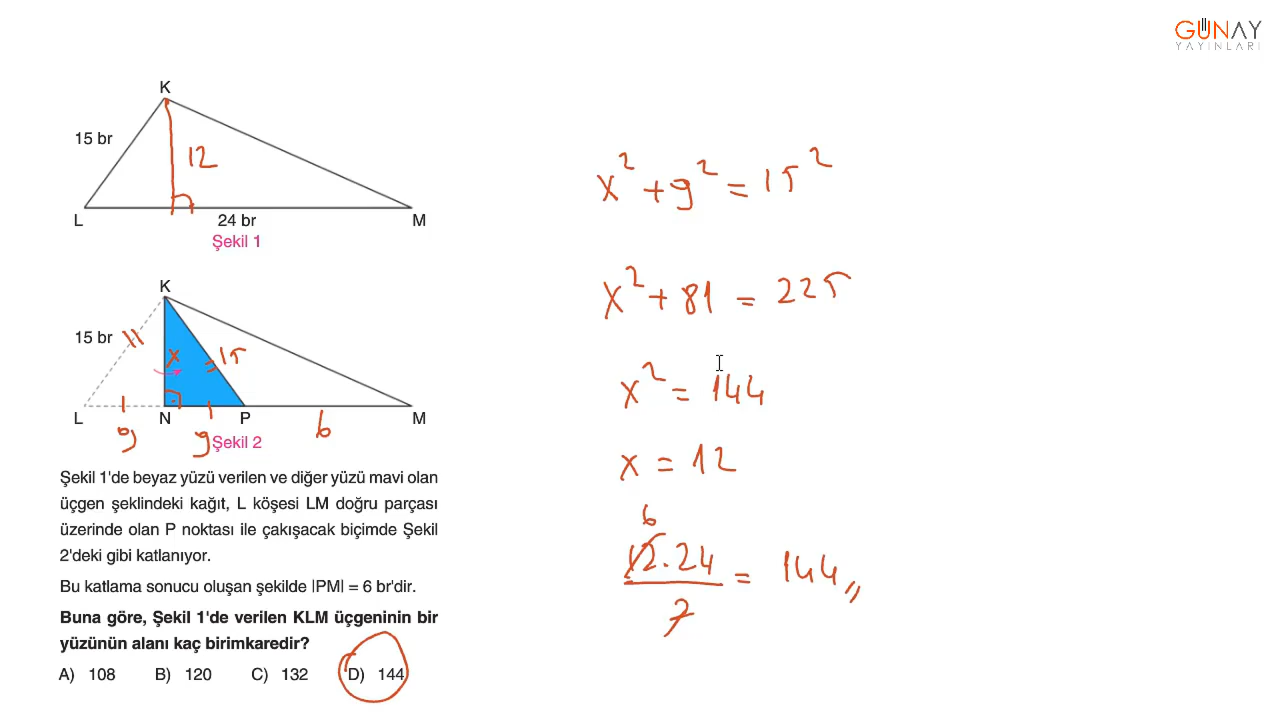 GÜNAY
YAYINLARI
K
15 br
12
L
24 br
M
Şekil 1
K
15 br
x
15
L
N
P
M
9
9
6
Şekil 2
Şekil 1'de beyaz yüzü verilen ve diğer yüzü mavi olan
üçgen şeklindeki kağıt, L köşesi LM doğru parçası
üzerinde olan P noktası ile çakışacak biçimde Şekil
2'deki gibi katlanıyor.
Bu katlama sonucu oluşan şekilde |PM| = 6 br'dir.
Buna göre, Şekil 1'de verilen KLM üçgeninin bir
yüzünün alanı kaç birimkaredir?
A) 108 B) 120 C) 132 D) 144
x² + 9² = 15²
x² + 81 = 225
x² = 144
x = 12
6
12.24
2
= 144